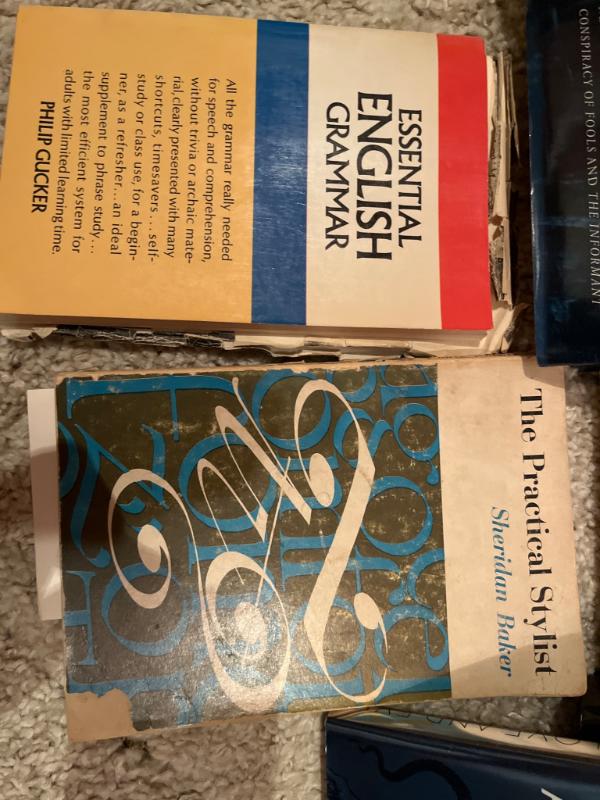 ESSENTIAL
ENGLISH
GRAMMAR
All the grammar really needed
for speech and comprehension,
without trivia or archaic mate-
rial, clearly presented with many
shortcuts, timesavers...self-
study or class use, for a begin-
ner, as a refresher...an ideal
supplement to phrase study...
the most efficient system for
adults with limited learning time.
PHILIP GUCKER
The Practical Stylist
Sheridan Baker
CONSPIRACY OF FOOLS AND THE INFORMANT